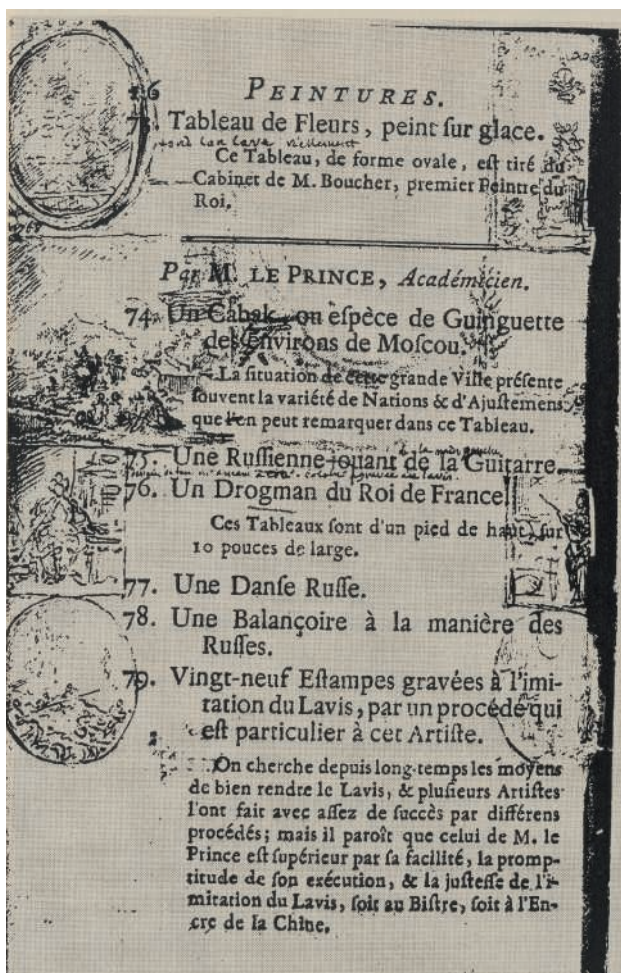 26
PEINTURES.
73. Tableau de Fleurs, peint ſur glace.
Ce Tableau, de forme ovale, eſt tiré du
Cabinet de M. Boucher, premier Peintre du
Roi.
1768
Par M. LE PRINCE, Académicien.
74. Un Cabak, ou eſpèce de Guinguette
des Environs de Moſcou.
La ſituation de cette grande Ville préſente
ſouvent la variété de Nations & d'Ajuſtemens
que l'on peut remarquer dans ce Tableau.
75. Une Ruſſienne jouant de la Guitarre.
76. Un Drogman du Roi de France.
Ces Tableaux ſont d'un pied de haut, ſur
10 pouces de large.
77. Une Danſe Ruſſe.
78. Une Balançoire à la manière des
Ruſſes.
79. Vingt-neuf Eſtampes gravées à l'imi-
tation du Lavis, par un procédé qui
eſt particulier à cet Artiſte.
On cherche depuis long-temps les moyens
de bien rendre le Lavis, & pluſieurs Artiſtes
l'ont fait avec aſſez de ſuccès par différens
procédés; mais il paroît que celui de M. le
Prince eſt ſupérieur par ſa facilité, la promp-
titude de ſon exécution, & la juſteſſe de l'i-
mitation du Lavis, ſoit au Biſtre, ſoit à l'En-
cre de la Chîne.